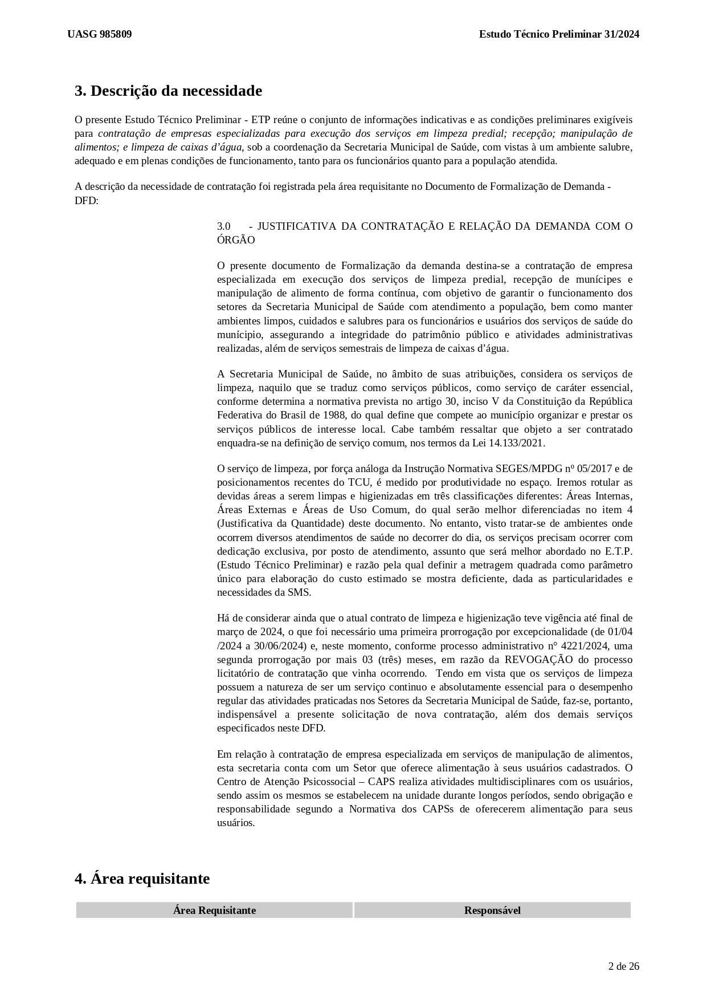 UASG 985809
Estudo Técnico Preliminar 31/2024
3. Descrição da necessidade
O presente Estudo Técnico Preliminar - ETP reúne o conjunto de informações indicativas e as condições preliminares exigíveis
para contratação de empresas especializadas para execução dos serviços em limpeza predial; recepção; manipulação de
alimentos; e limpeza de caixas d’água, sob a coordenação da Secretaria Municipal de Saúde, com vistas à um ambiente salubre,
adequado e em plenas condições de funcionamento, tanto para os funcionários quanto para a população atendida.
A descrição da necessidade de contratação foi registrada pela área requisitante no Documento de Formalização de Demanda -
DFD:
3.0 - JUSTIFICATIVA DA CONTRATAÇÃO E RELAÇÃO DA DEMANDA COM O
ÓRGÃO
O presente documento de Formalização da demanda destina-se a contratação de empresa
especializada em execução dos serviços de limpeza predial, recepção de munícipes e
manipulação de alimento de forma contínua, com objetivo de garantir o funcionamento dos
setores da Secretaria Municipal de Saúde com atendimento a população, bem como manter
ambientes limpos, cuidados e salubres para os funcionários e usuários dos serviços de saúde do
munícipio, assegurando a integridade do patrimônio público e atividades administrativas
realizadas, além de serviços semestrais de limpeza de caixas d’água.
A Secretaria Municipal de Saúde, no âmbito de suas atribuições, considera os serviços de
limpeza, naquilo que se traduz como serviços públicos, como serviço de caráter essencial,
conforme determina a normativa prevista no artigo 30, inciso V da Constituição da República
Federativa do Brasil de 1988, do qual define que compete ao município organizar e prestar os
serviços públicos de interesse local. Cabe também ressaltar que objeto a ser contratado
enquadra-se na definição de serviço comum, nos termos da Lei 14.133/2021.
O serviço de limpeza, por força análoga da Instrução Normativa SEGES/MPDG nº 05/2017 e de
posicionamentos recentes do TCU, é medido por produtividade no espaço. Iremos rotular as
devidas áreas a serem limpas e higienizadas em três classificações diferentes: Áreas Internas,
Áreas Externas e Áreas de Uso Comum, do qual serão melhor diferenciadas no item 4
(Justificativa da Quantidade) deste documento. No entanto, visto tratar-se de ambientes onde
ocorrem diversos atendimentos de saúde no decorrer do dia, os serviços precisam ocorrer com
dedicação exclusiva, por posto de atendimento, assunto que será melhor abordado no E.T.P.
(Estudo Técnico Preliminar) e razão pela qual definir a metragem quadrada como parâmetro
único para elaboração do custo estimado se mostra deficiente, dada as particularidades e
necessidades da SMS.
Há de considerar ainda que o atual contrato de limpeza e higienização teve vigência até final de
março de 2024, o que foi necessário uma primeira prorrogação por excepcionalidade (de 01/04
/2024 a 30/06/2024) e, neste momento, conforme processo administrativo n° 4221/2024, uma
segunda prorrogação por mais 03 (três) meses, em razão da REVOGAÇÃO do processo
licitatório de contratação que vinha ocorrendo.  Tendo em vista que os serviços de limpeza
possuem a natureza de ser um serviço continuo e absolutamente essencial para o desempenho
regular das atividades praticadas nos Setores da Secretaria Municipal de Saúde, faz-se, portanto,
indispensável a presente solicitação de nova contratação, além dos demais serviços
especificados neste DFD.
Em relação à contratação de empresa especializada em serviços de manipulação de alimentos,
esta secretaria conta com um Setor que oferece alimentação à seus usuários cadastrados. O
Centro de Atenção Psicossocial – CAPS realiza atividades multidisciplinares com os usuários,
sendo assim os mesmos se estabelecem na unidade durante longos períodos, sendo obrigação e
responsabilidade segundo a Normativa dos CAPSs de oferecerem alimentação para seus
usuários.
4. Área requisitante
Área Requisitante
Responsável
2 de 26